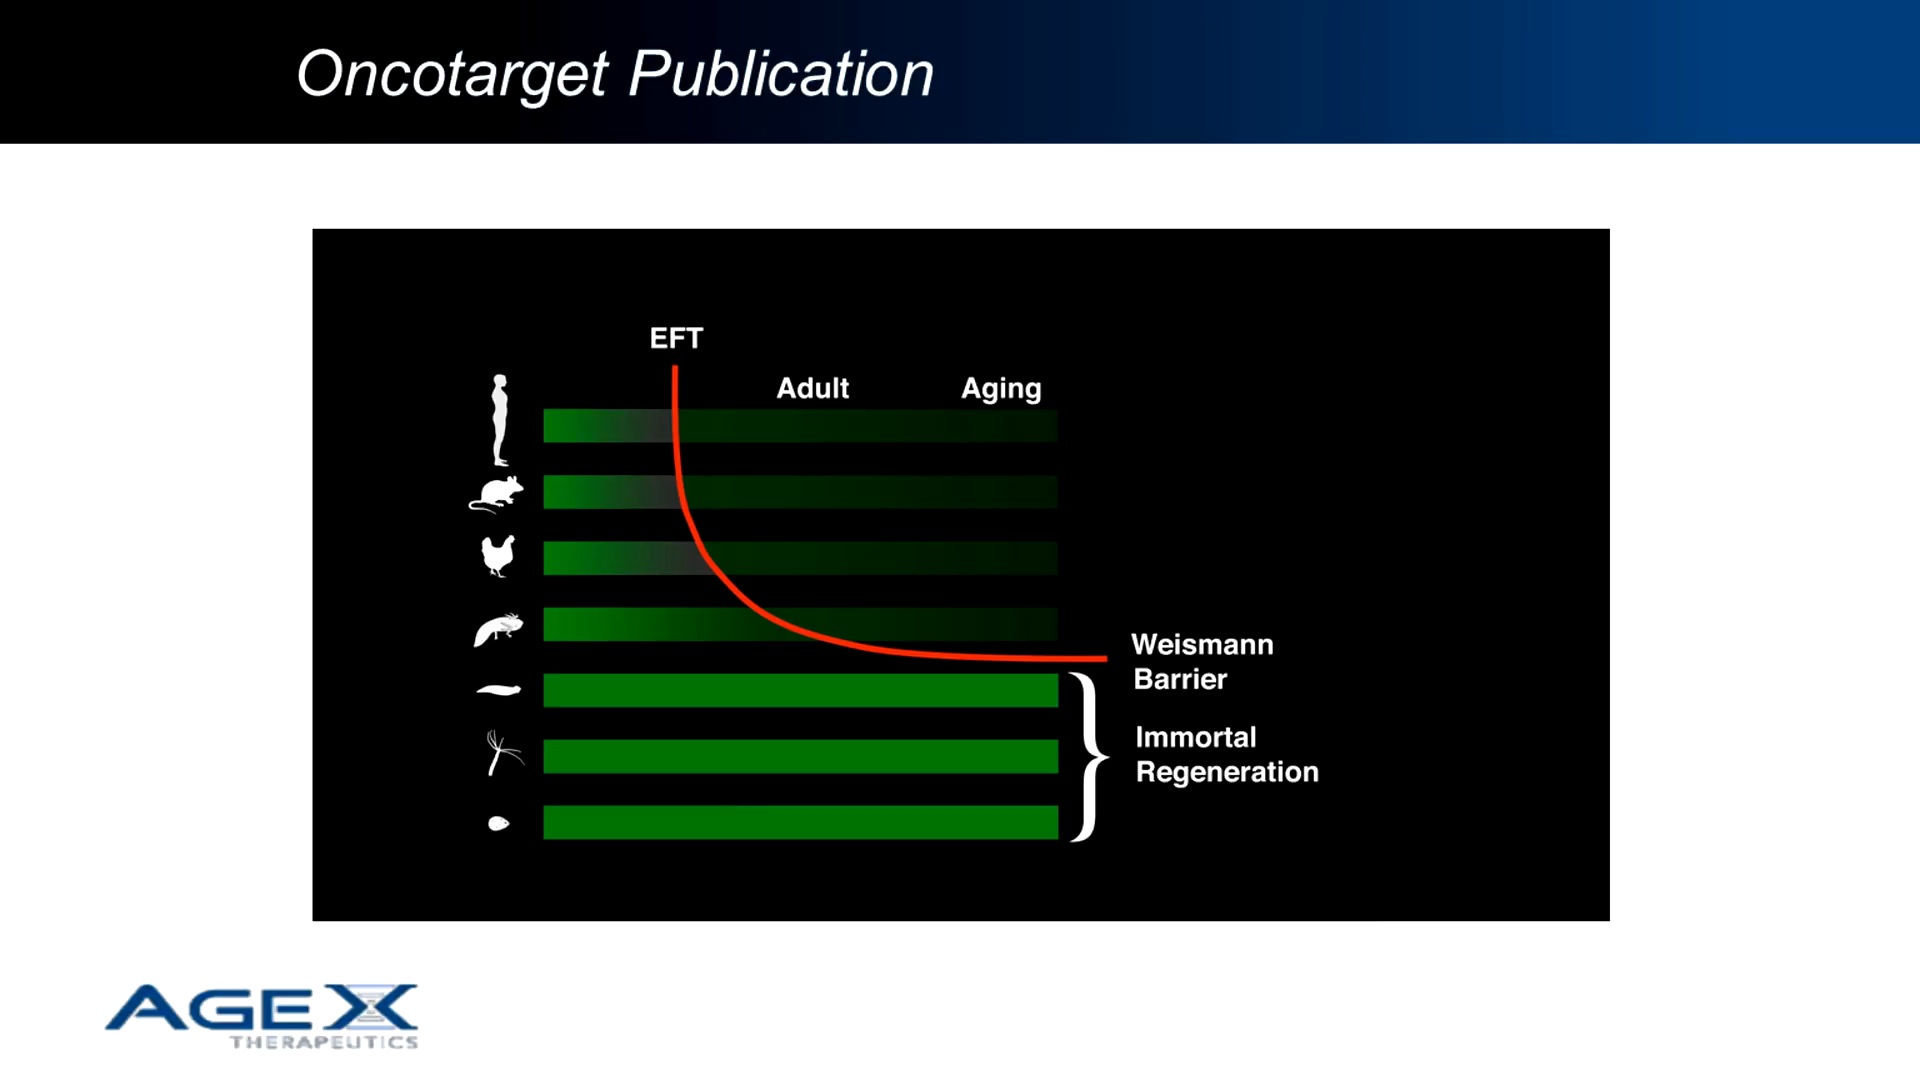 Oncotarget Publication
EFT
Adult
Aging
Weismann
Barrier
Immortal
Regeneration
AGEX
THERAPEUTICS